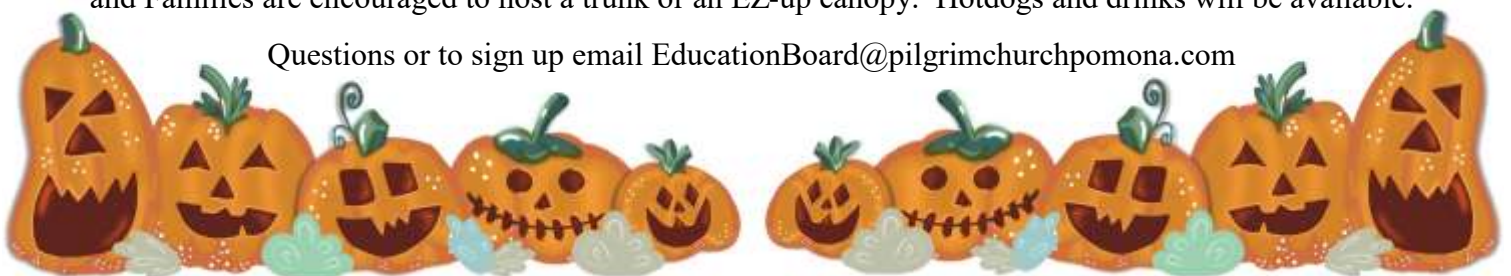 and Families are encouraged to host a trunk or an EZ-up canopy.  Hotdogs and drinks will be available.
Questions or to sign up email EducationBoard@pilgrimchurchpomona.com